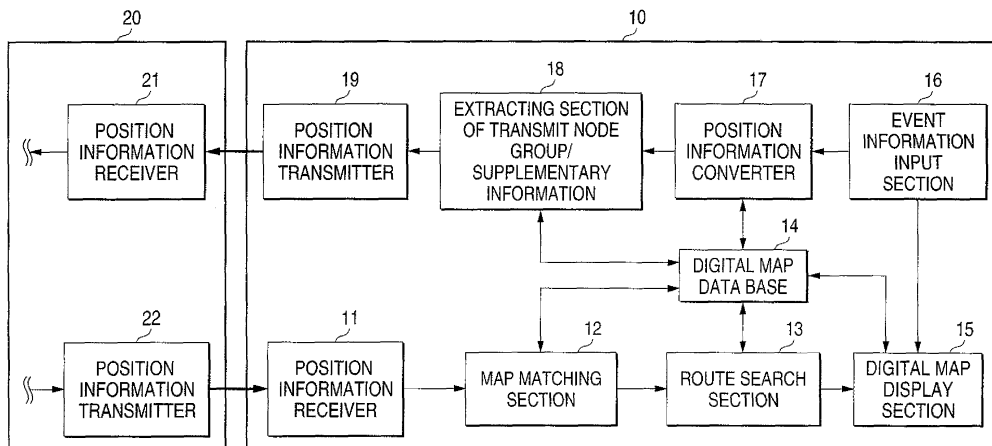 20
10
21
POSITION
INFORMATION
RECEIVER
19
POSITION
INFORMATION
TRANSMITTER
18
EXTRACTING SECTION
OF TRANSMIT NODE
GROUP/
SUPPLEMENTARY
INFORMATION
17
POSITION
INFORMATION
CONVERTER
16
EVENT
INFORMATION
INPUT
SECTION
14
DIGITAL MAP
DATA BASE
22
POSITION
INFORMATION
TRANSMITTER
11
POSITION
INFORMATION
RECEIVER
12
MAP MATCHING
SECTION
13
ROUTE SEARCH
SECTION
15
DIGITAL MAP
DISPLAY
SECTION